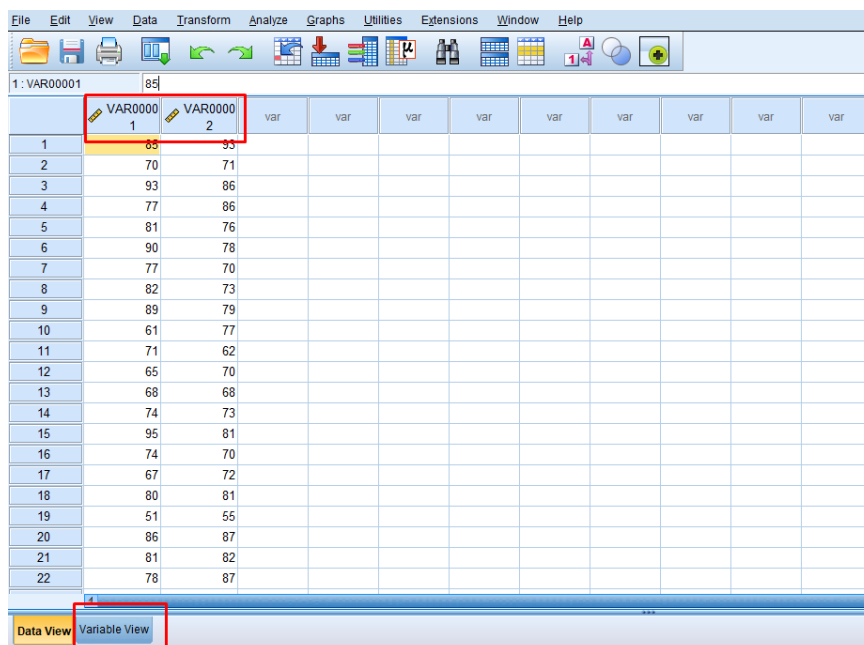 File Edit View Data Transform Analyze Graphs Utilities Extensions Window Help
1 : VAR00001 85
VAR0000 VAR0000 var var var var var var var var var
1 2
1 85 93
2 70 71
3 93 86
4 77 86
5 81 76
6 90 78
7 77 70
8 82 73
9 89 79
10 61 77
11 71 62
12 65 70
13 68 68
14 74 73
15 95 81
16 74 70
17 67 72
18 80 81
19 51 55
20 86 87
21 81 82
22 78 87
Data View Variable View